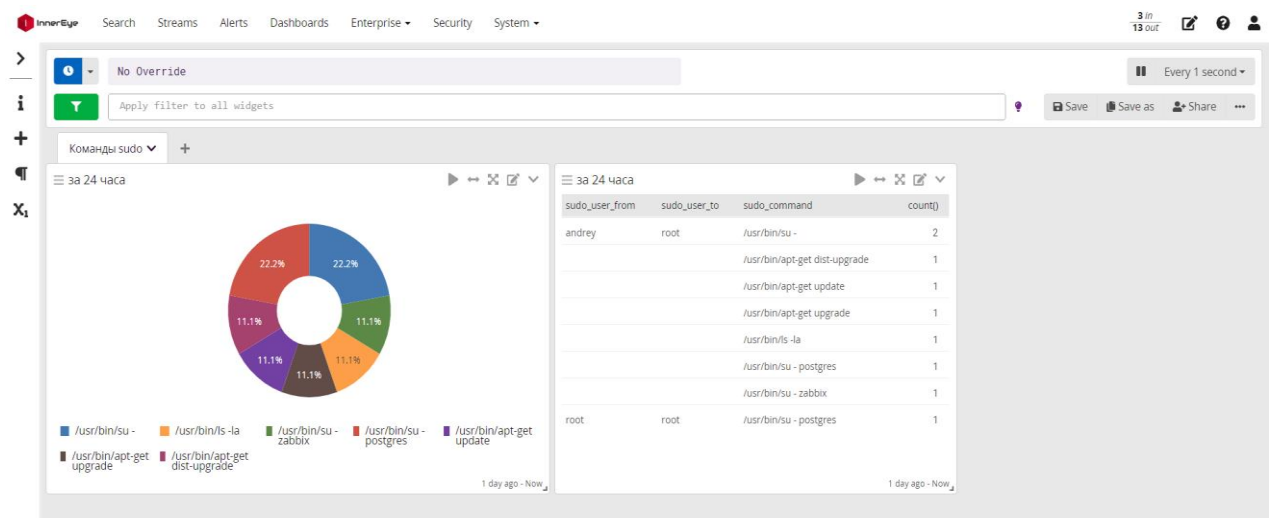 InnerEye Search Streams Alerts Dashboards Enterprise Security System 3 in
13 out
No Override Every 1 second
Apply filter to all widgets Save Save as Share
Команды sudo
за 24 часа
22.2% 22.2%
11.1% 11.1%
11.1% 11.1%
11.1%
/usr/bin/su - /usr/bin/ls -la /usr/bin/su - zabbix /usr/bin/su - postgres /usr/bin/apt-get update
/usr/bin/apt-get upgrade /usr/bin/apt-get dist-upgrade
1 day ago - Now
за 24 часа
sudo_user_from sudo_user_to sudo_command count()
andrey root /usr/bin/su - 2
/usr/bin/apt-get dist-upgrade 1
/usr/bin/apt-get update 1
/usr/bin/apt-get upgrade 1
/usr/bin/ls -la 1
/usr/bin/su - postgres 1
/usr/bin/su - zabbix 1
root root /usr/bin/su - postgres 1
1 day ago - Now